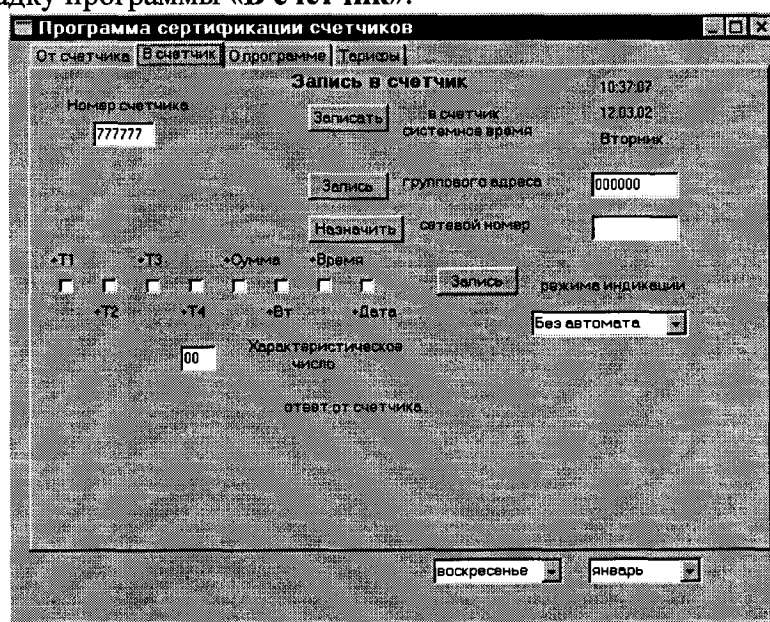 адку программы «В счетчик».
Программа сертификации счетчиков
От счетчика В счетчик О программе Тарифы
Запись в счетчик
10:37:07
Номер счетчика
777777
Записать в счетчик системное время
12.03.02
Вторник
Запись группового адреса 000000
Назначить сетевой номер
+Т1 +Т3 +Сумма +Время
Запись режима индикации
+Т2 +Т4 +Вт +Дата
Без автомата
00 Характеристическое число
ответ от счетчика
воскресенье январь